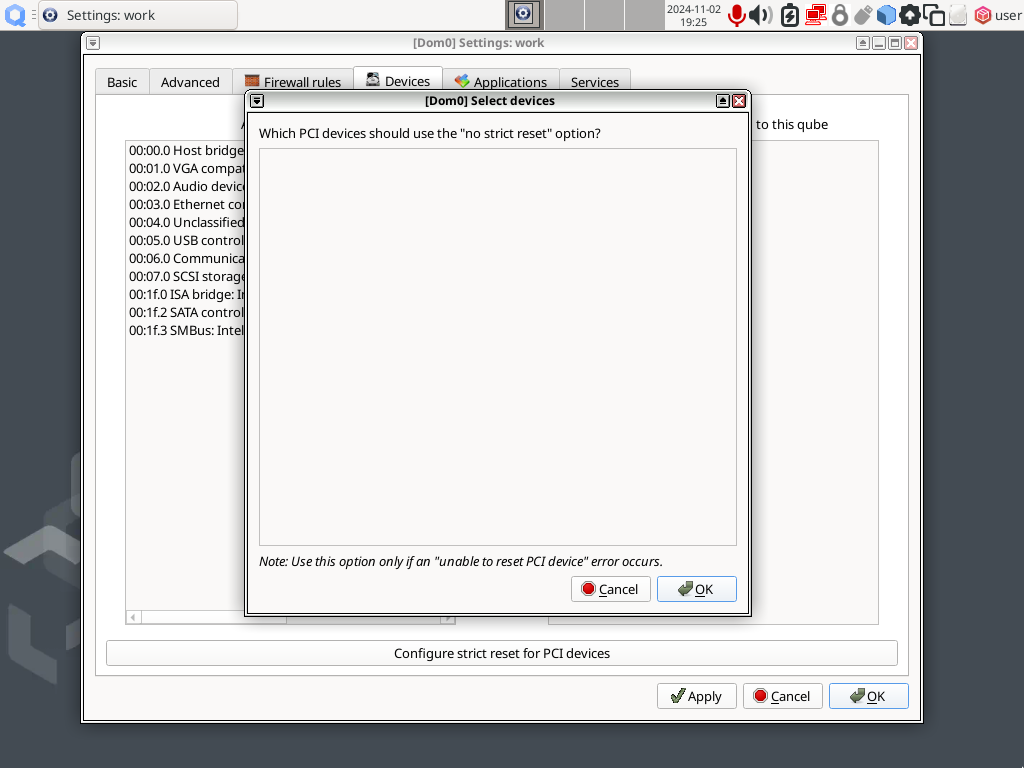 Settings: work
2024-11-02
19:25
user
[Dom0] Settings: work
Basic
Advanced
Firewall rules
Devices
Applications
Services
[Dom0] Select devices
Which PCI devices should use the "no strict reset" option?
to this qube
00:00.0 Host bridge
00:01.0 VGA compat
00:02.0 Audio device
00:03.0 Ethernet con
00:04.0 Unclassified
00:05.0 USB control
00:06.0 Communica
00:07.0 SCSI storage
00:1f.0 ISA bridge: In
00:1f.2 SATA control
00:1f.3 SMBus: Intel
Note: Use this option only if an "unable to reset PCI device" error occurs.
Cancel
OK
Configure strict reset for PCI devices
Apply
Cancel
OK